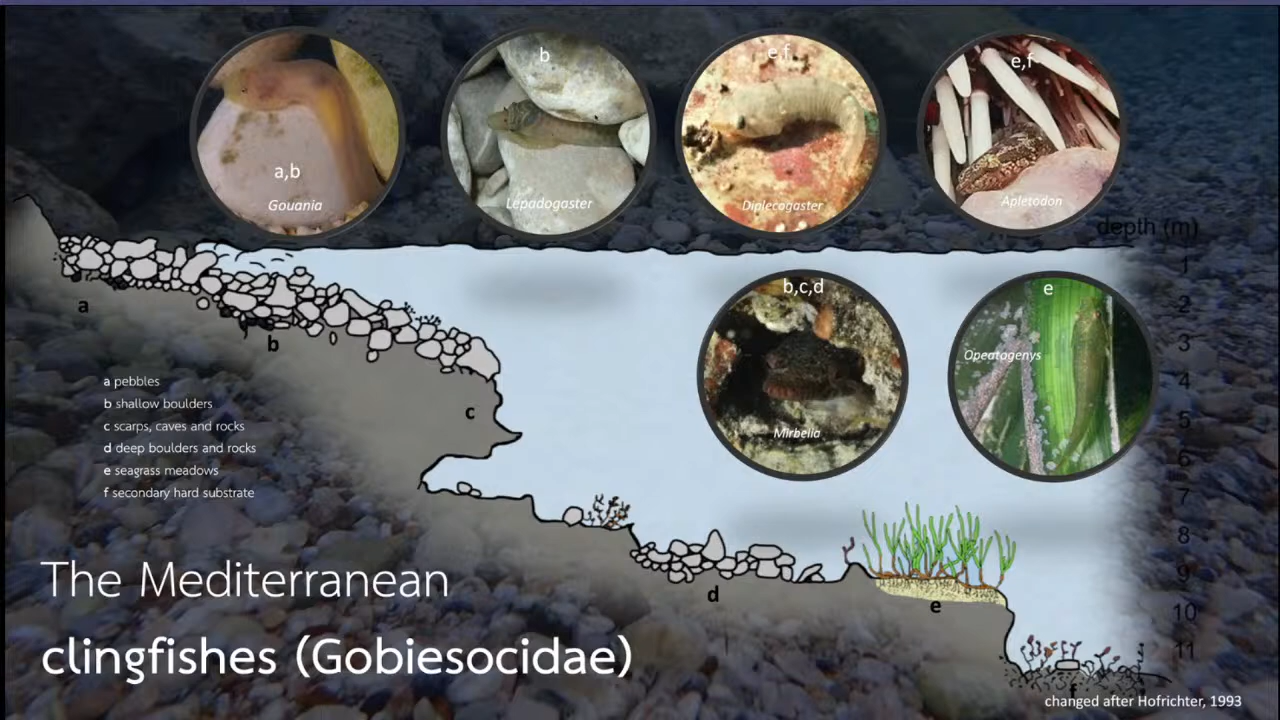 b
e,f
e,f
a,b
Gouania
Lepadogaster
Diplecogaster
Apletodon
depth (m)
1
b,c,d
e
2
a
3
b
Opeatogenys
4
a pebbles
b shallow boulders
c
5
c scarps, caves and rocks
Mirbelia
d deep boulders and rocks
6
e seagrass meadows
f secondary hard substrate
7
8
9
The Mediterranean
d
e
10
clingfishes (Gobiesocidae)
11
f
changed after Hofrichter, 1993